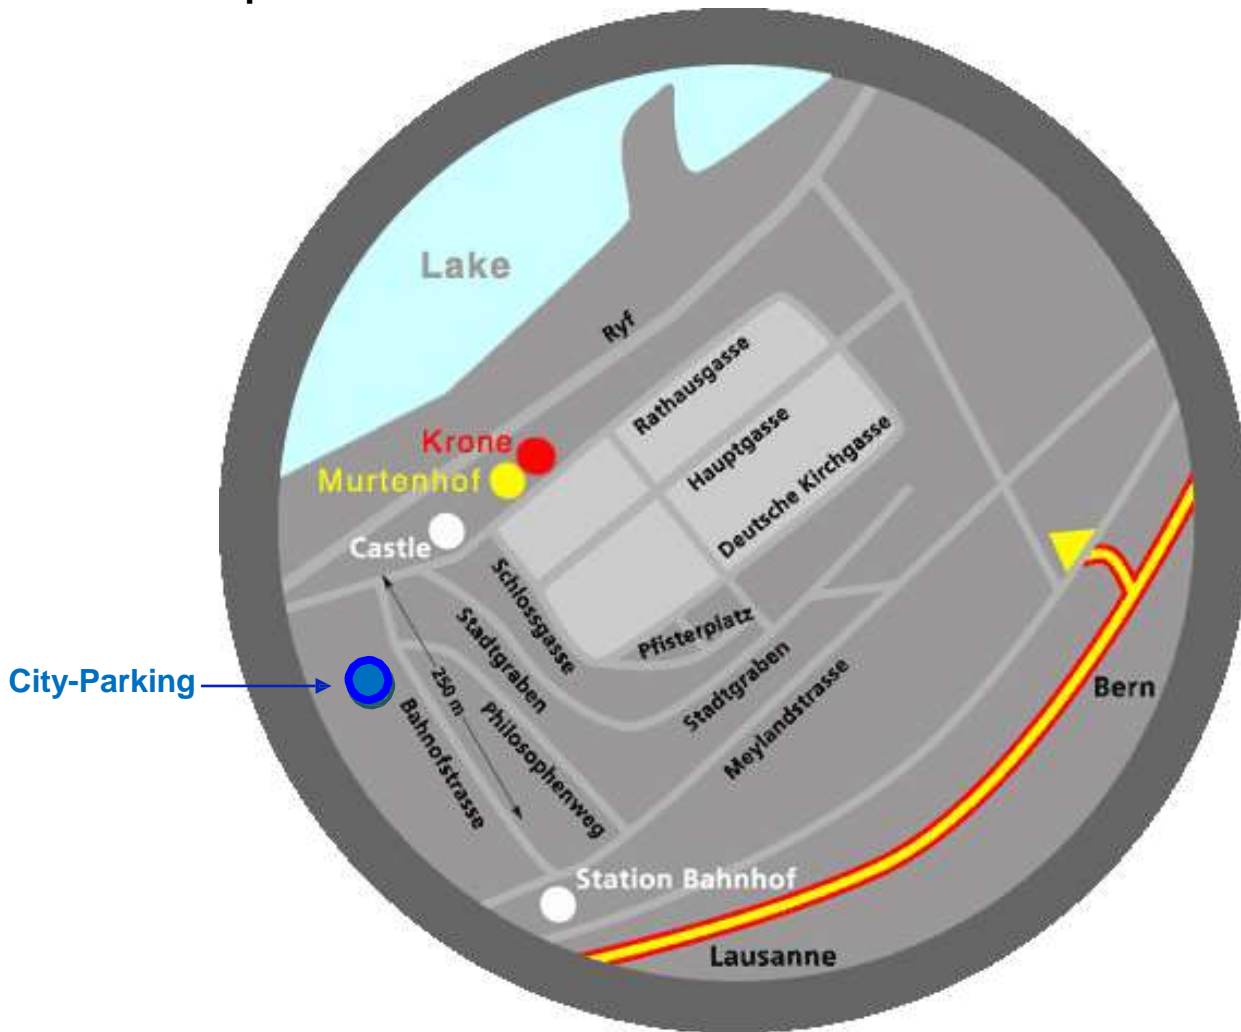 Lake
Ryf
Rathausgasse
Krone
Hauptgasse
Murtenhof
Deutsche Kirchgasse
Castle
Schlossgasse
Stadtgraben
Pfisterplatz
City-Parking
250 m
Stadtgraben
Bern
Philosophenweg
Meylandstrasse
Bahnhofstrasse
Station Bahnhof
Lausanne